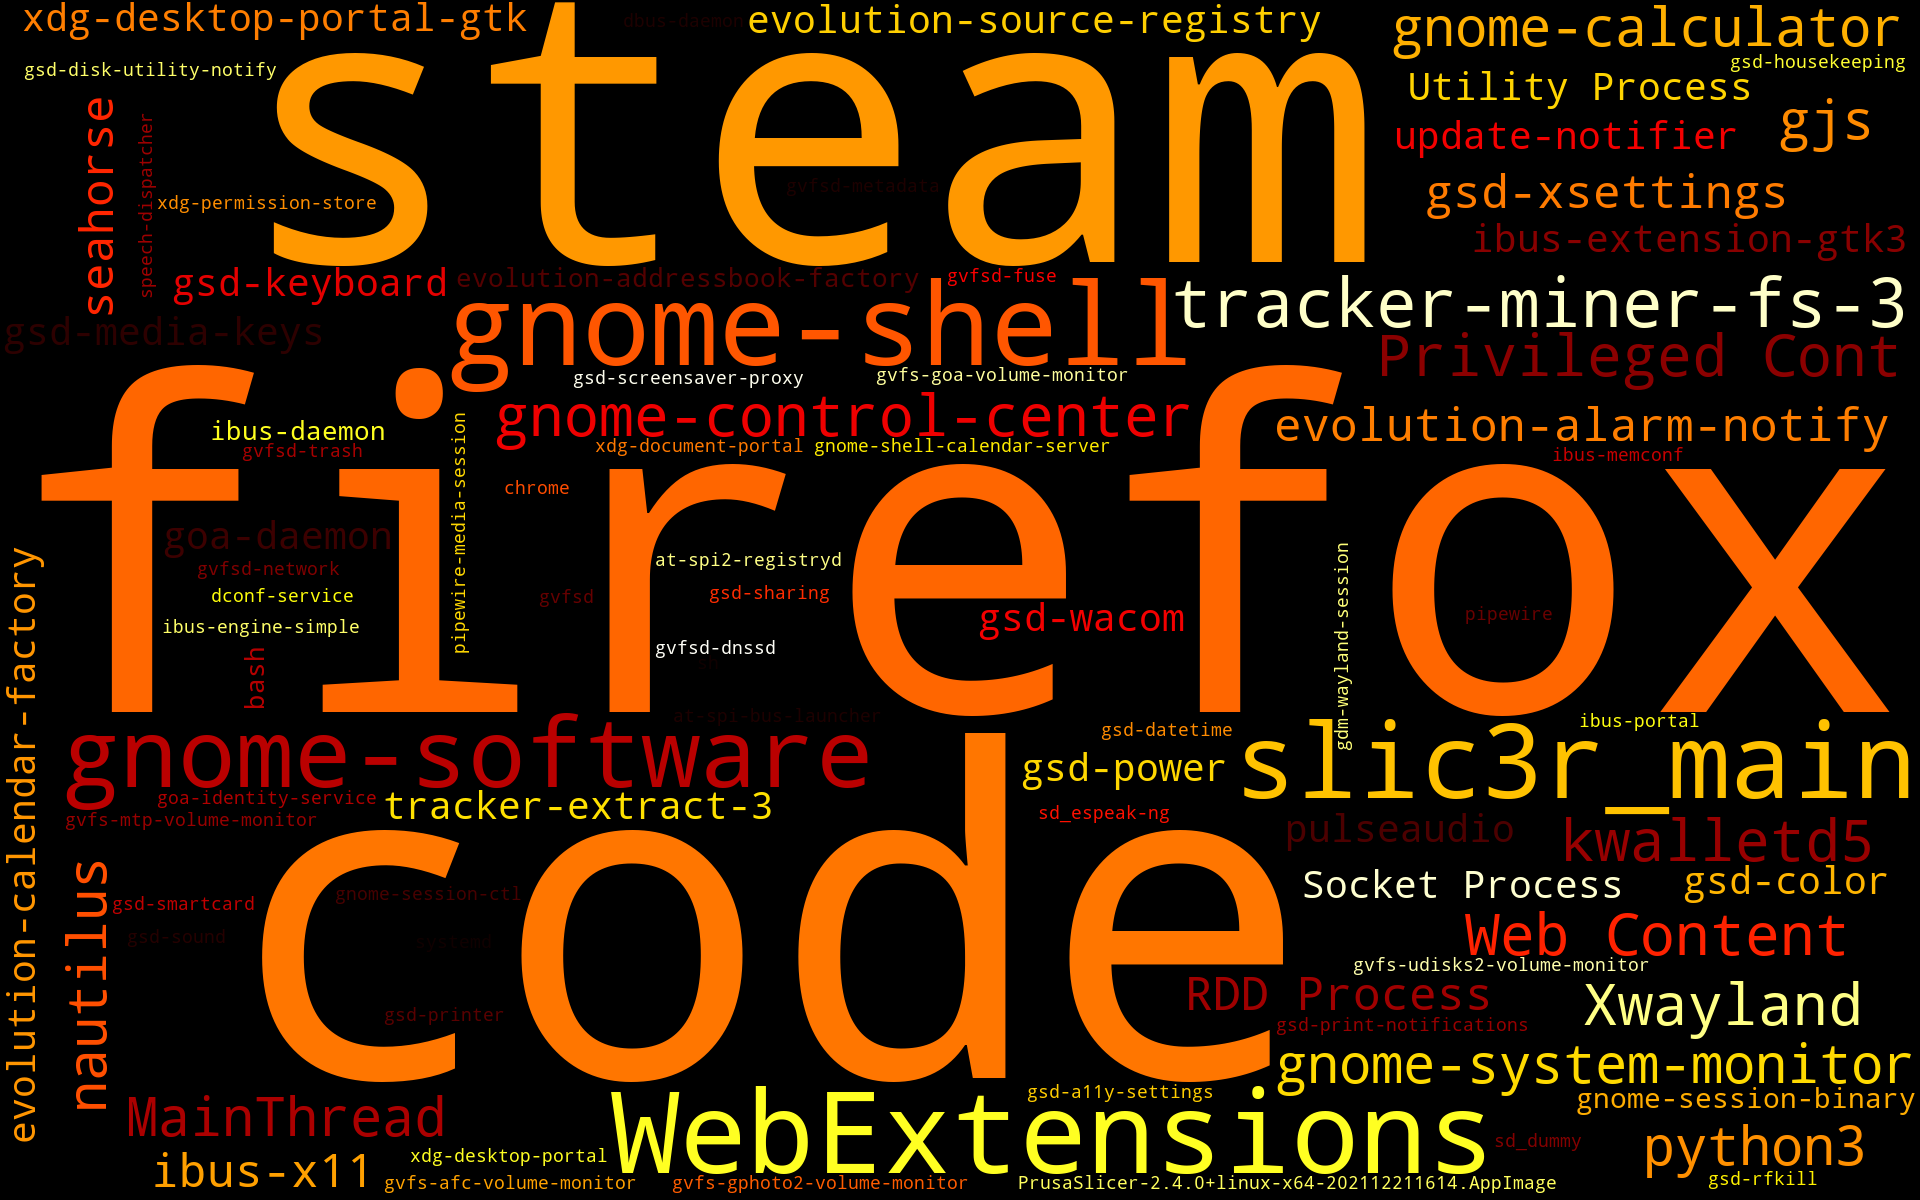 xdg-desktop-portal-gtk
dbus-daemon
evolution-source-registry
gnome-calculator
gsd-disk-utility-notify
steam
gsd-housekeeping
Utility Process
seahorse
speech-dispatcher
gjs
update-notifier
gvfsd-metadata
xdg-permission-store
gsd-xsettings
ibus-extension-gtk3
gsd-keyboard
evolution-addressbook-factory
gvfsd-fuse
gnome-shell
tracker-miner-fs-3
gsd-media-keys
Privileged Cont
gsd-screensaver-proxy
gvfs-goa-volume-monitor
gnome-control-center
evolution-alarm-notify
ibus-daemon
gvfsd-trash
xdg-document-portal
gnome-shell-calendar-server
ibus-memconf
firefox
chrome
pipewire-media-session
goa-daemon
gvfsd-network
at-spi2-registryd
dconf-service
gvfsd
gsd-sharing
gsd-wacom
pipewire
ibus-engine-simple
gvfsd-dnssd
gdm-wayland-session
bash
evolution-calendar-factory
at-spi-bus-launcher
gnome-software
gsd-datetime
ibus-portal
slic3r_main
gsd-power
goa-identity-service
tracker-extract-3
gvfs-mtp-volume-monitor
sd_espeak-ng
pulseaudio
kwalletd5
code
nautilus
Socket Process
gsd-color
gsd-smartcard
gnome-session-ctl
gsd-sound
systemd
Web Content
gvfs-udisks2-volume-monitor
RDD Process
Xwayland
gsd-printer
gsd-print-notifications
gnome-system-monitor
gsd-a11y-settings
gnome-session-binary
MainThread
WebExtensions
sd_dummy
python3
xdg-desktop-portal
ibus-x11
gvfs-afc-volume-monitor
gvfs-gphoto2-volume-monitor
PrusaSlicer-2.4.0+linux-x64-202112211614.AppImage
gsd-rfkill